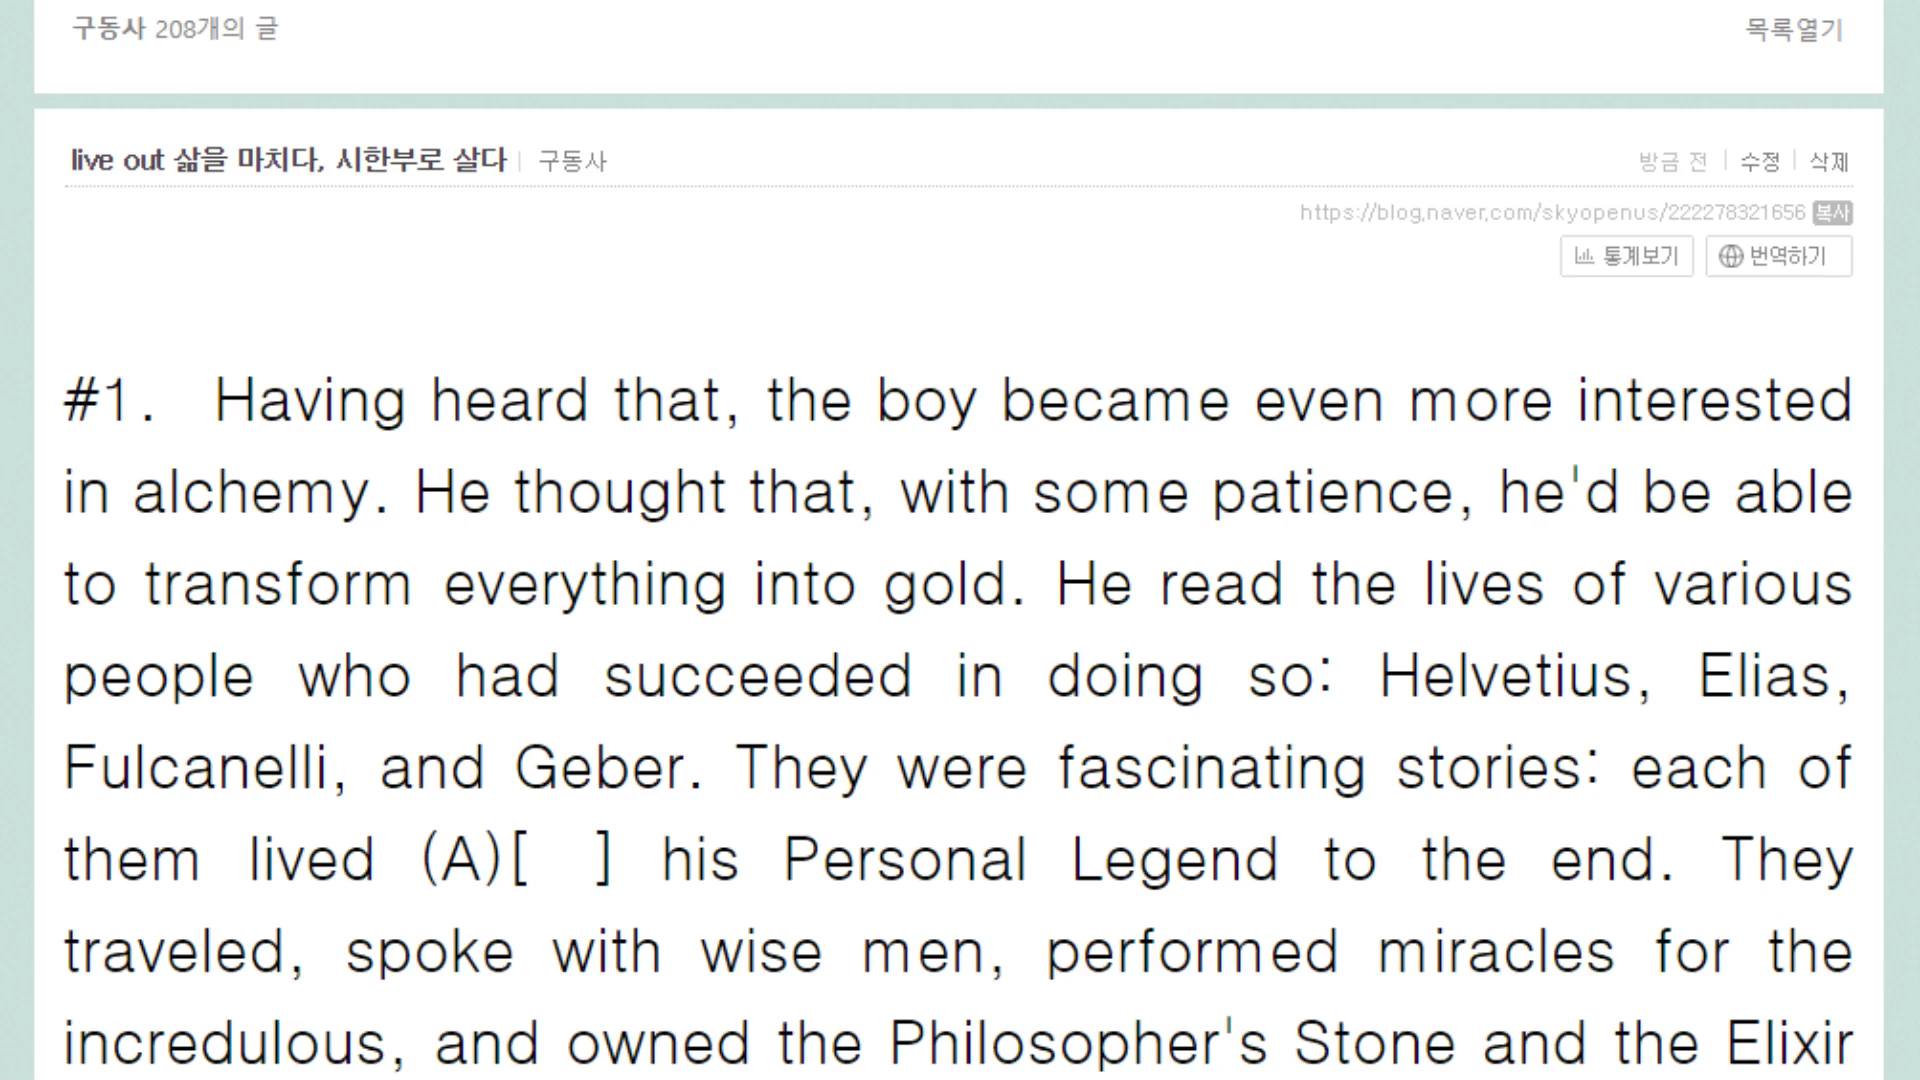 구동사 208개의 글
목록열기
live out 삶을 마치다, 시한부로 살다 | 구동사
방금 전 | 수정 | 삭제
https://blog.naver.com/skyopenus/222278321656 복사
통계보기 번역하기
#1. Having heard that, the boy became even more interested
in alchemy. He thought that, with some patience, he'd be able
to transform everything into gold. He read the lives of various
people who had succeeded in doing so: Helvetius, Elias,
Fulcanelli, and Geber. They were fascinating stories: each of
them lived (A)[ ] his Personal Legend to the end. They
traveled, spoke with wise men, performed miracles for the
incredulous, and owned the Philosopher's Stone and the Elixir